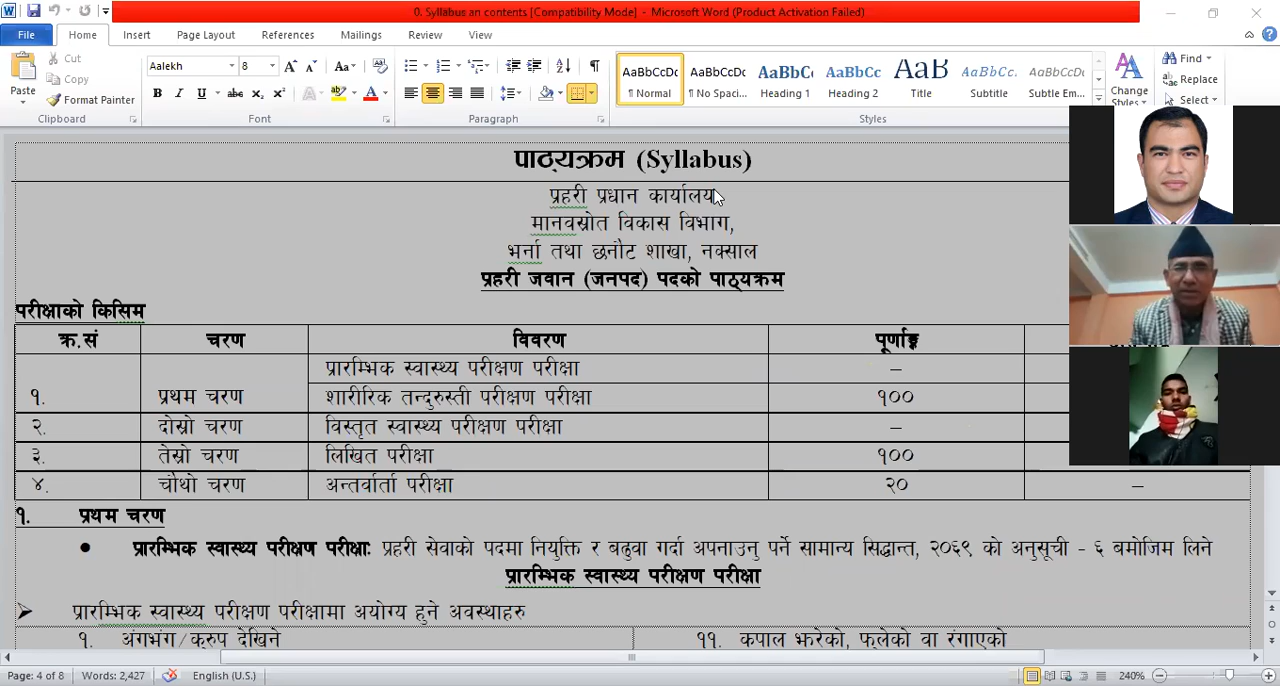 0. Syllabus an contents [Compatibility Mode] - Microsoft Word (Product Activation Failed)
File Home Insert Page Layout References Mailings Review View
Cut
Copy
Format Painter
Paste
Clipboard
Aalekh 8
Font
Paragraph
AaBbCcDc AaBbCcDc AaBbC AaBbCc AaB AaBbCc. AaBbCcDc
¶ Normal ¶ No Spaci... Heading 1 Heading 2 Title Subtitle Subtle Em...
Styles
Change Styles
Find
Replace
Select
पाठ्यक्रम (Syllabus)
प्रहरी प्रधान कार्यालय
मानवस्रोत विकास विभाग,
भर्ना तथा छनौट शाखा, नक्साल
प्रहरी जवान (जनपद) पदको पाठ्यक्रम
परीक्षाको किसिम
क्र.सं चरण विवरण पूर्णाङ्क
प्रारम्भिक स्वास्थ्य परीक्षण परीक्षा –
१. प्रथम चरण शारीरिक तन्दुरुस्ती परीक्षण परीक्षा १००
२. दोस्रो चरण विस्तृत स्वास्थ्य परीक्षण परीक्षा –
३. तेस्रो चरण लिखित परीक्षा १००
४. चौथो चरण अन्तर्वार्ता परीक्षा २० –
१. प्रथम चरण
● प्रारम्भिक स्वास्थ्य परीक्षण परीक्षा: प्रहरी सेवाको पदमा नियुक्ति र बढुवा गर्दा अपनाउनु पर्ने सामान्य सिद्धान्त, २०६९ को अनुसूची - ६ बमोजिम लिने
प्रारम्भिक स्वास्थ्य परीक्षण परीक्षा
➢ प्रारम्भिक स्वास्थ्य परीक्षण परीक्षामा अयोग्य हुने अवस्थाहरु
१. अंगभंग/कुरुप देखिने ११. कपाल झरेको, फुलेको वा रंगाएको
Page: 4 of 8 Words: 2,427 English (U.S.) 240%